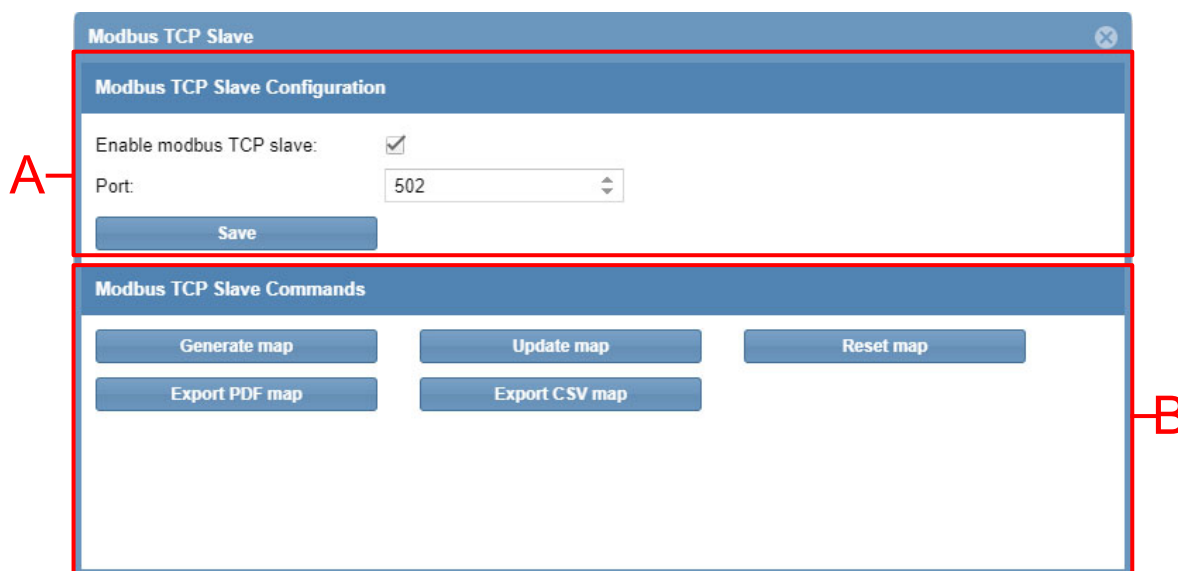 Modbus TCP Slave
Modbus TCP Slave Configuration
Enable modbus TCP slave:
A
Port: 502
Save
Modbus TCP Slave Commands
Generate map Update map Reset map
Export PDF map Export CSV map
B